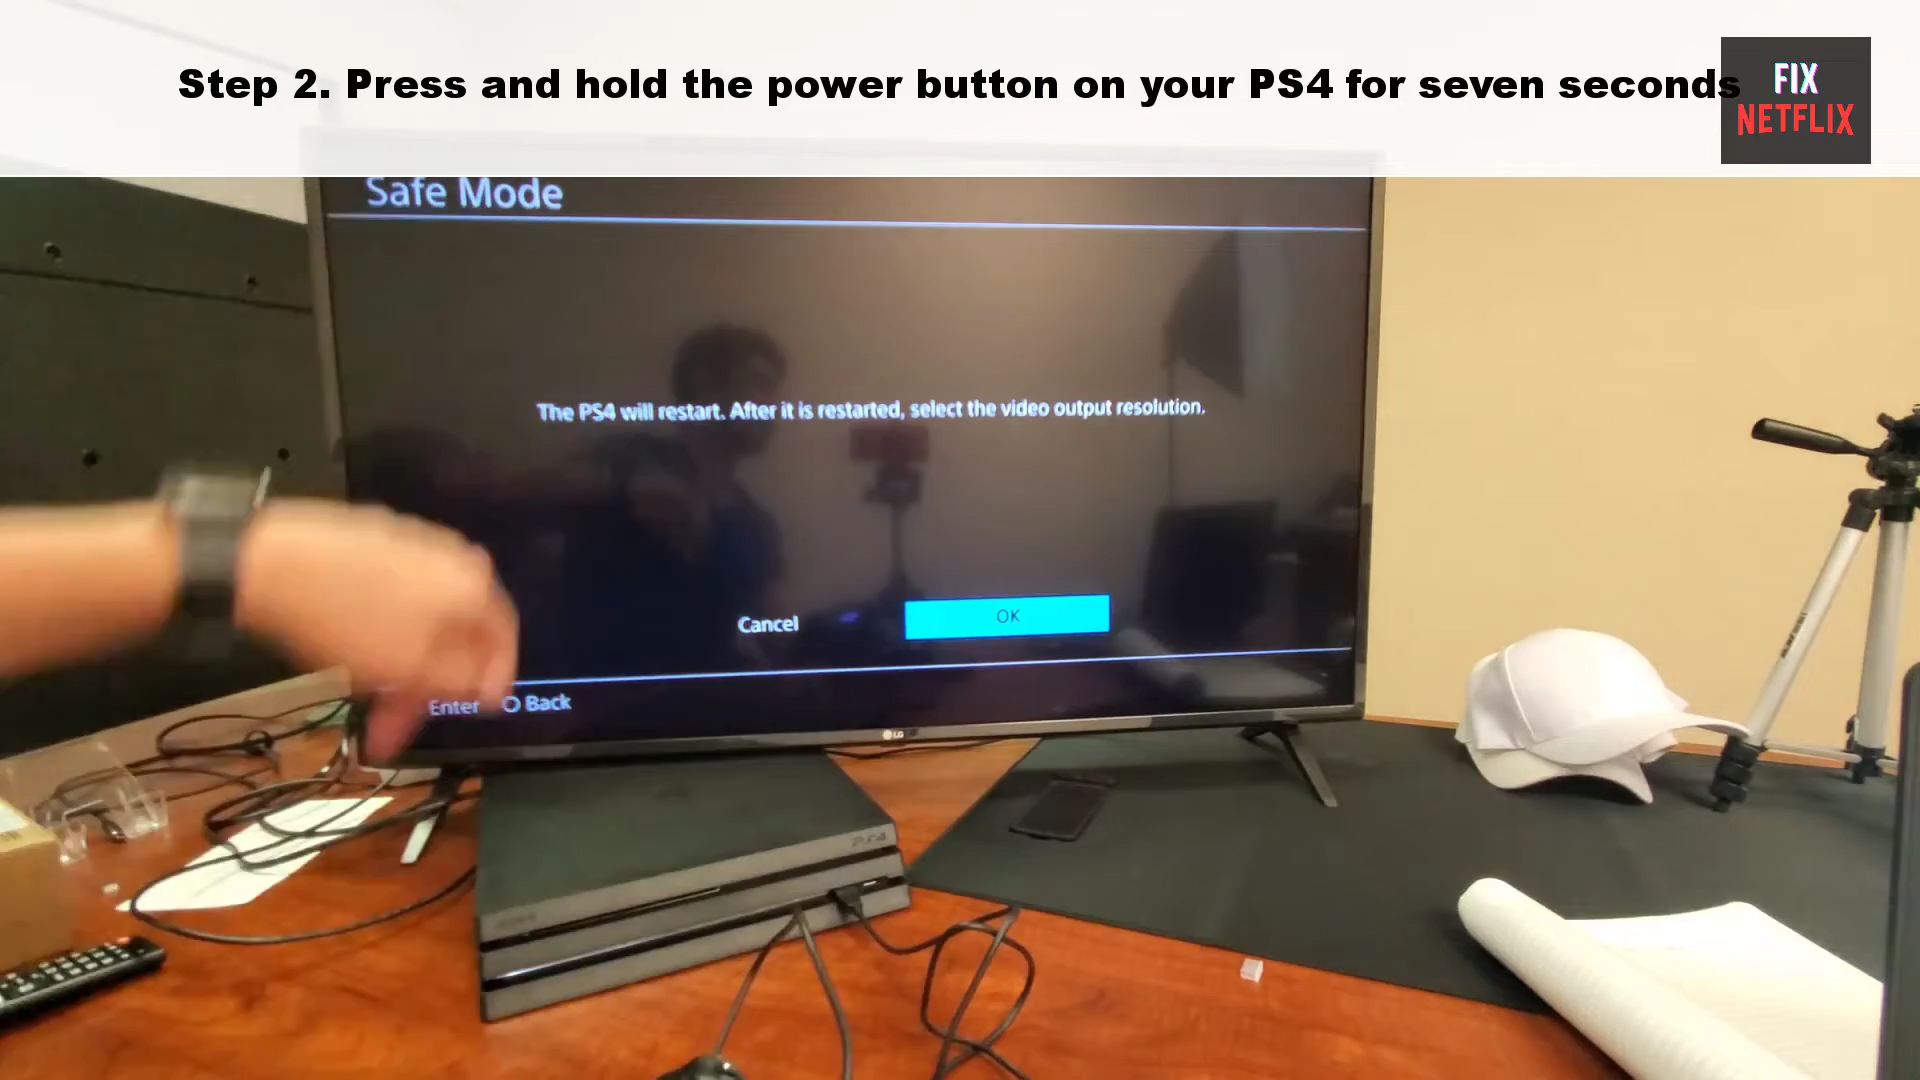 Step 2. Press and hold the power button on your PS4 for seven seconds
FIX
NETFLIX
Safe Mode
The PS4 will restart. After it is restarted, select the video output resolution.
Cancel
OK
Enter O Back
LG
PS4